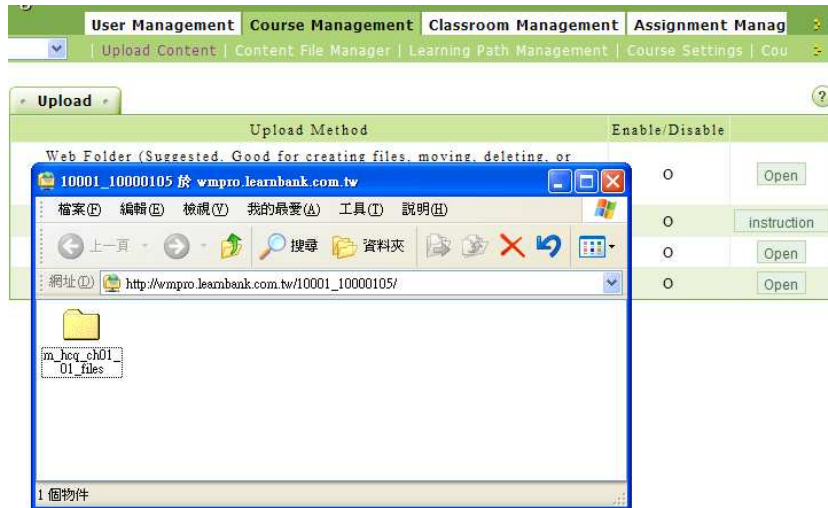 User Management Course Management Classroom Management Assignment Manag
| Upload Content | Content File Manager | Learning Path Management | Course Settings | Cou
Upload
?
Upload Method Enable/Disable
Web Folder (Suggested. Good for creating files, moving, deleting, or
O Open
O instruction
O Open
O Open
10001_10000105 於 wmpro.learnbank.com.tw
檔案(F) 編輯(E) 檢視(V) 我的最愛(A) 工具(T) 說明(H)
上一頁 搜尋 資料夾
網址(D) http://wmpro.learnbank.com.tw/10001_10000105/
m_hcq_ch01_
01_files
1 個物件